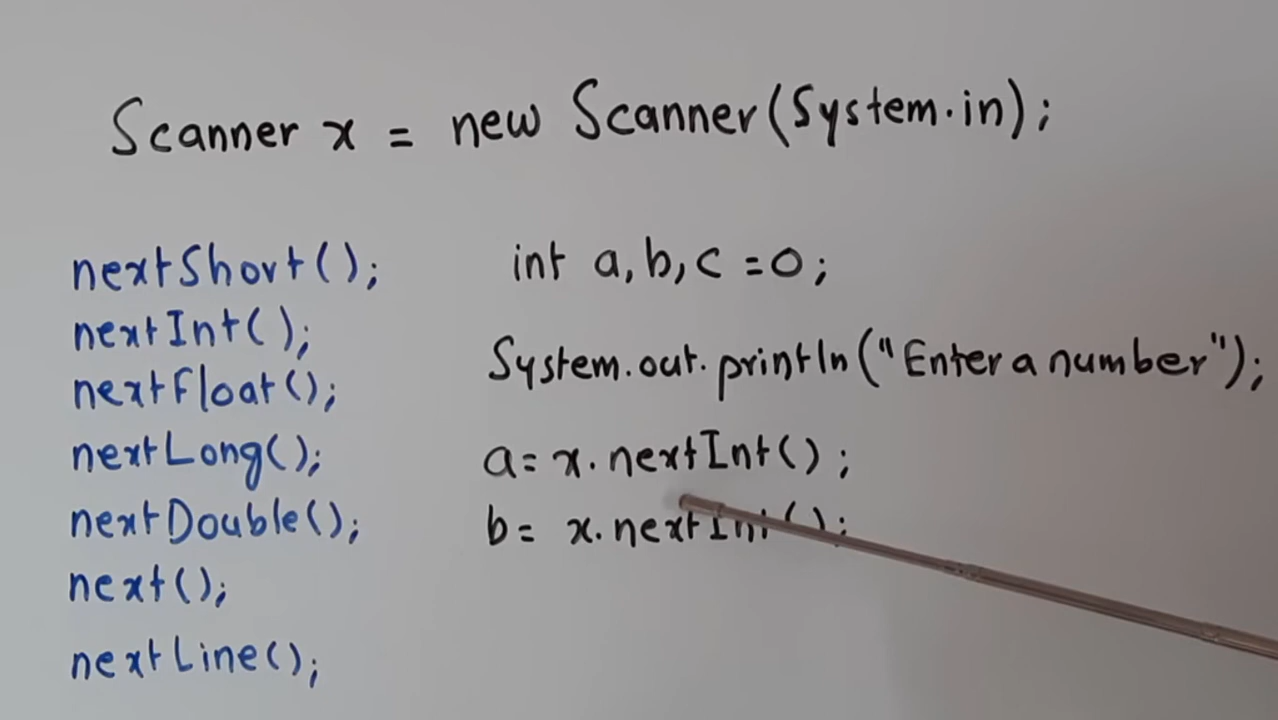 Scanner x = new Scanner(System.in);
nextShort();
nextInt();
nextFloat();
nextLong();
nextDouble();
next();
nextLine();
int a,b,c =0;
System.out.println("Enter a number");
a= x.nextInt();
b= x.nextInt();